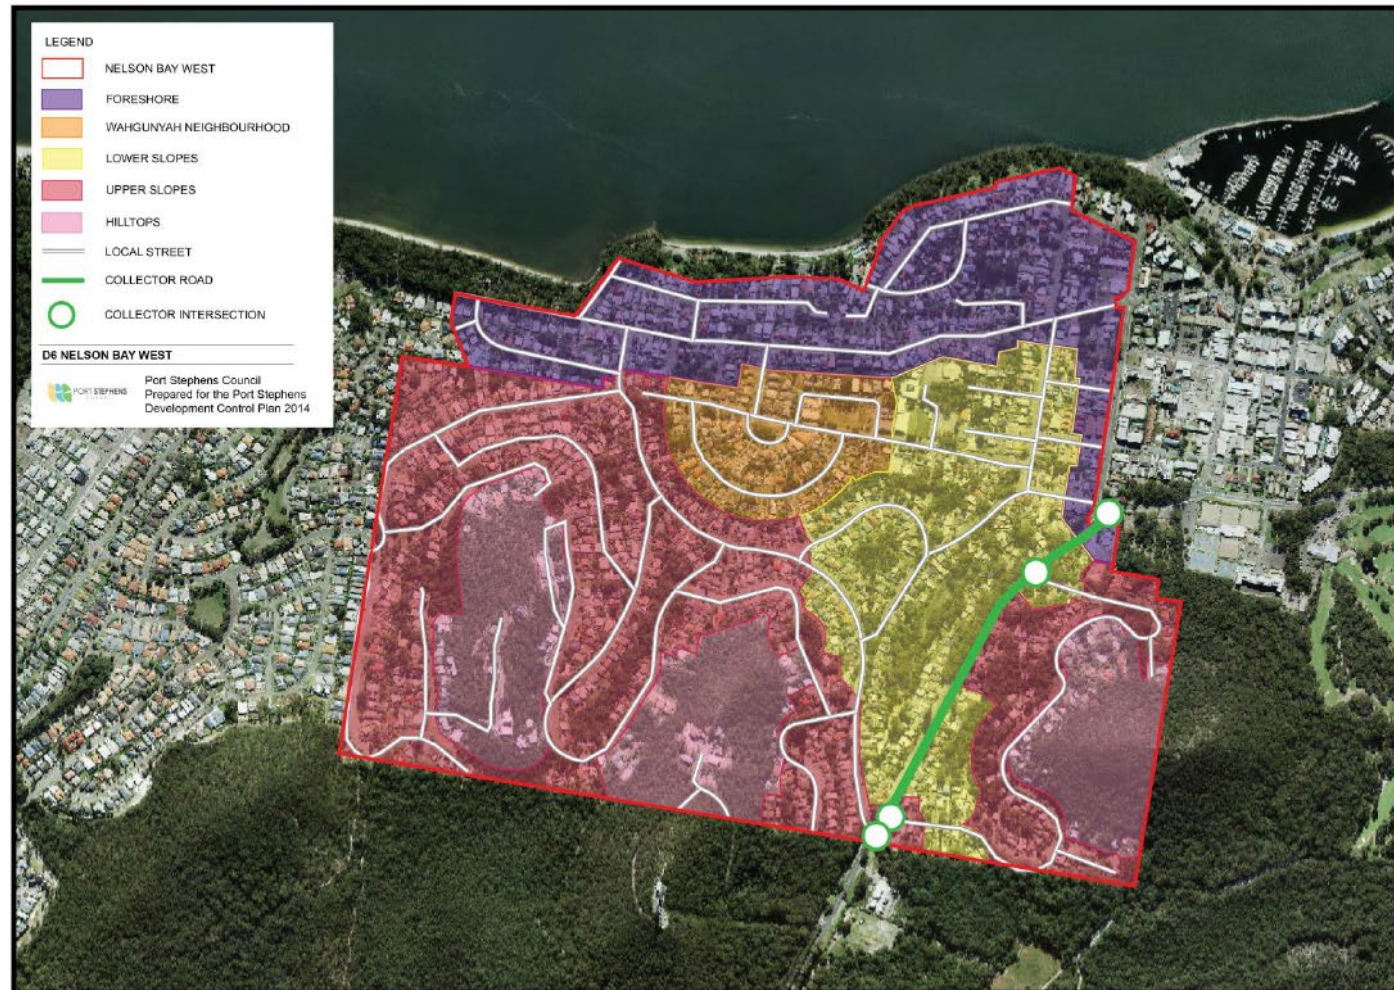 LEGEND
NELSON BAY WEST
FORESHORE
WAHGUNYAH NEIGHBOURHOOD
LOWER SLOPES
UPPER SLOPES
HILLTOPS
LOCAL STREET
COLLECTOR ROAD
COLLECTOR INTERSECTION
D6 NELSON BAY WEST
PORT STEPHENS
COUNCIL
Port Stephens Council
Prepared for the Port Stephens
Development Control Plan 2014